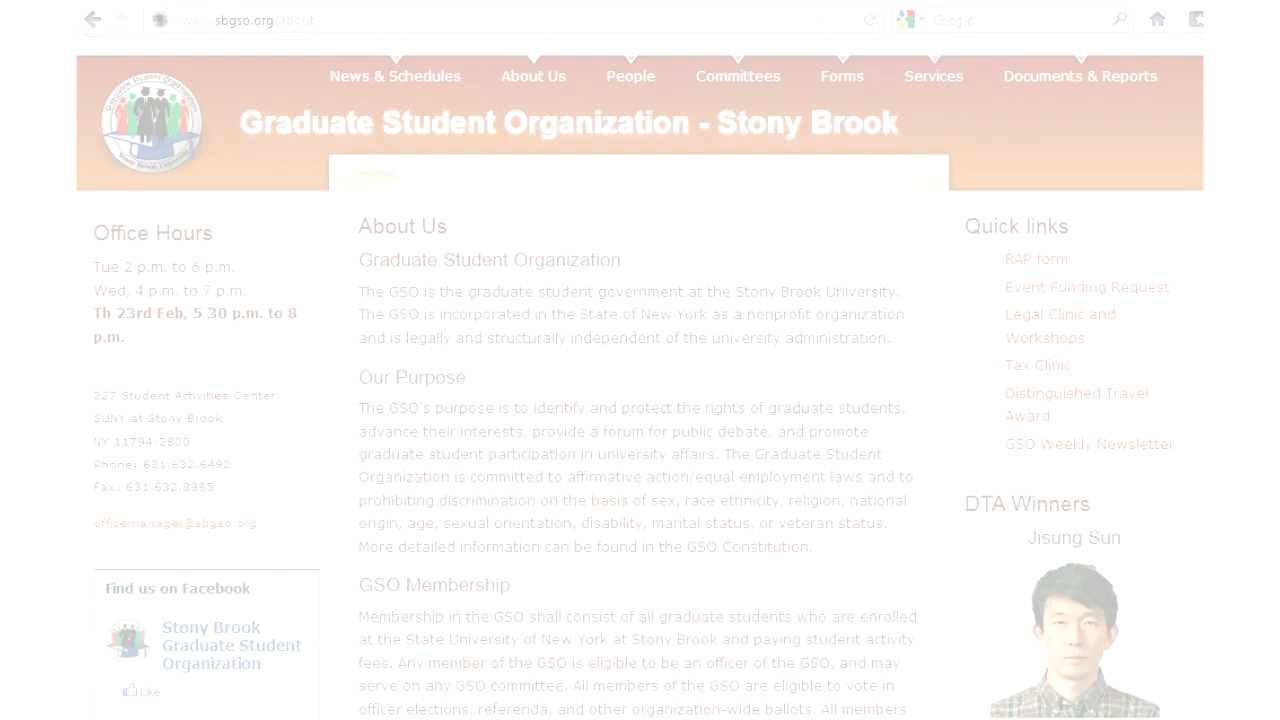 www.sbgso.org/about
Google
News & Schedules
About Us
People
Committees
Forms
Services
Documents & Reports
Graduate Student Organization
Stony Brook University
Graduate Student Organization - Stony Brook
Home
Office Hours
Tue 2 p.m. to 6 p.m.
Wed, 4 p.m. to 7 p.m.
Th 23rd Feb, 5 30 p.m. to 8
p.m.
227 Student Activities Center
SUNY at Stony Brook
NY 11794-2800
Phone: 631.632.6492
Fax: 631.632.8965
officemanager@sbgso.org
Find us on Facebook
Stony Brook
Graduate Student
Organization
Like
About Us
Graduate Student Organization
The GSO is the graduate student government at the Stony Brook University.
The GSO is incorporated in the State of New York as a nonprofit organization
and is legally and structurally independent of the university administration.
Our Purpose
The GSO's purpose is to identify and protect the rights of graduate students,
advance their interests, provide a forum for public debate, and promote
graduate student participation in university affairs. The Graduate Student
Organization is committed to affirmative action/equal employment laws and to
prohibiting discrimination on the basis of sex, race ethnicity, religion, national
origin, age, sexual orientation, disability, marital status, or veteran status.
More detailed information can be found in the GSO Constitution.
GSO Membership
Membership in the GSO shall consist of all graduate students who are enrolled
at the State University of New York at Stony Brook and paying student activity
fees. Any member of the GSO is eligible to be an officer of the GSO, and may
serve on any GSO committee. All members of the GSO are eligible to vote in
officer elections, referenda, and other organization-wide ballots. All members
Quick links
RAP form
Event Funding Request
Legal Clinic and
Workshops
Tax Clinic
Distinguished Travel
Award
GSO Weekly Newsletter
DTA Winners
Jisung Sun